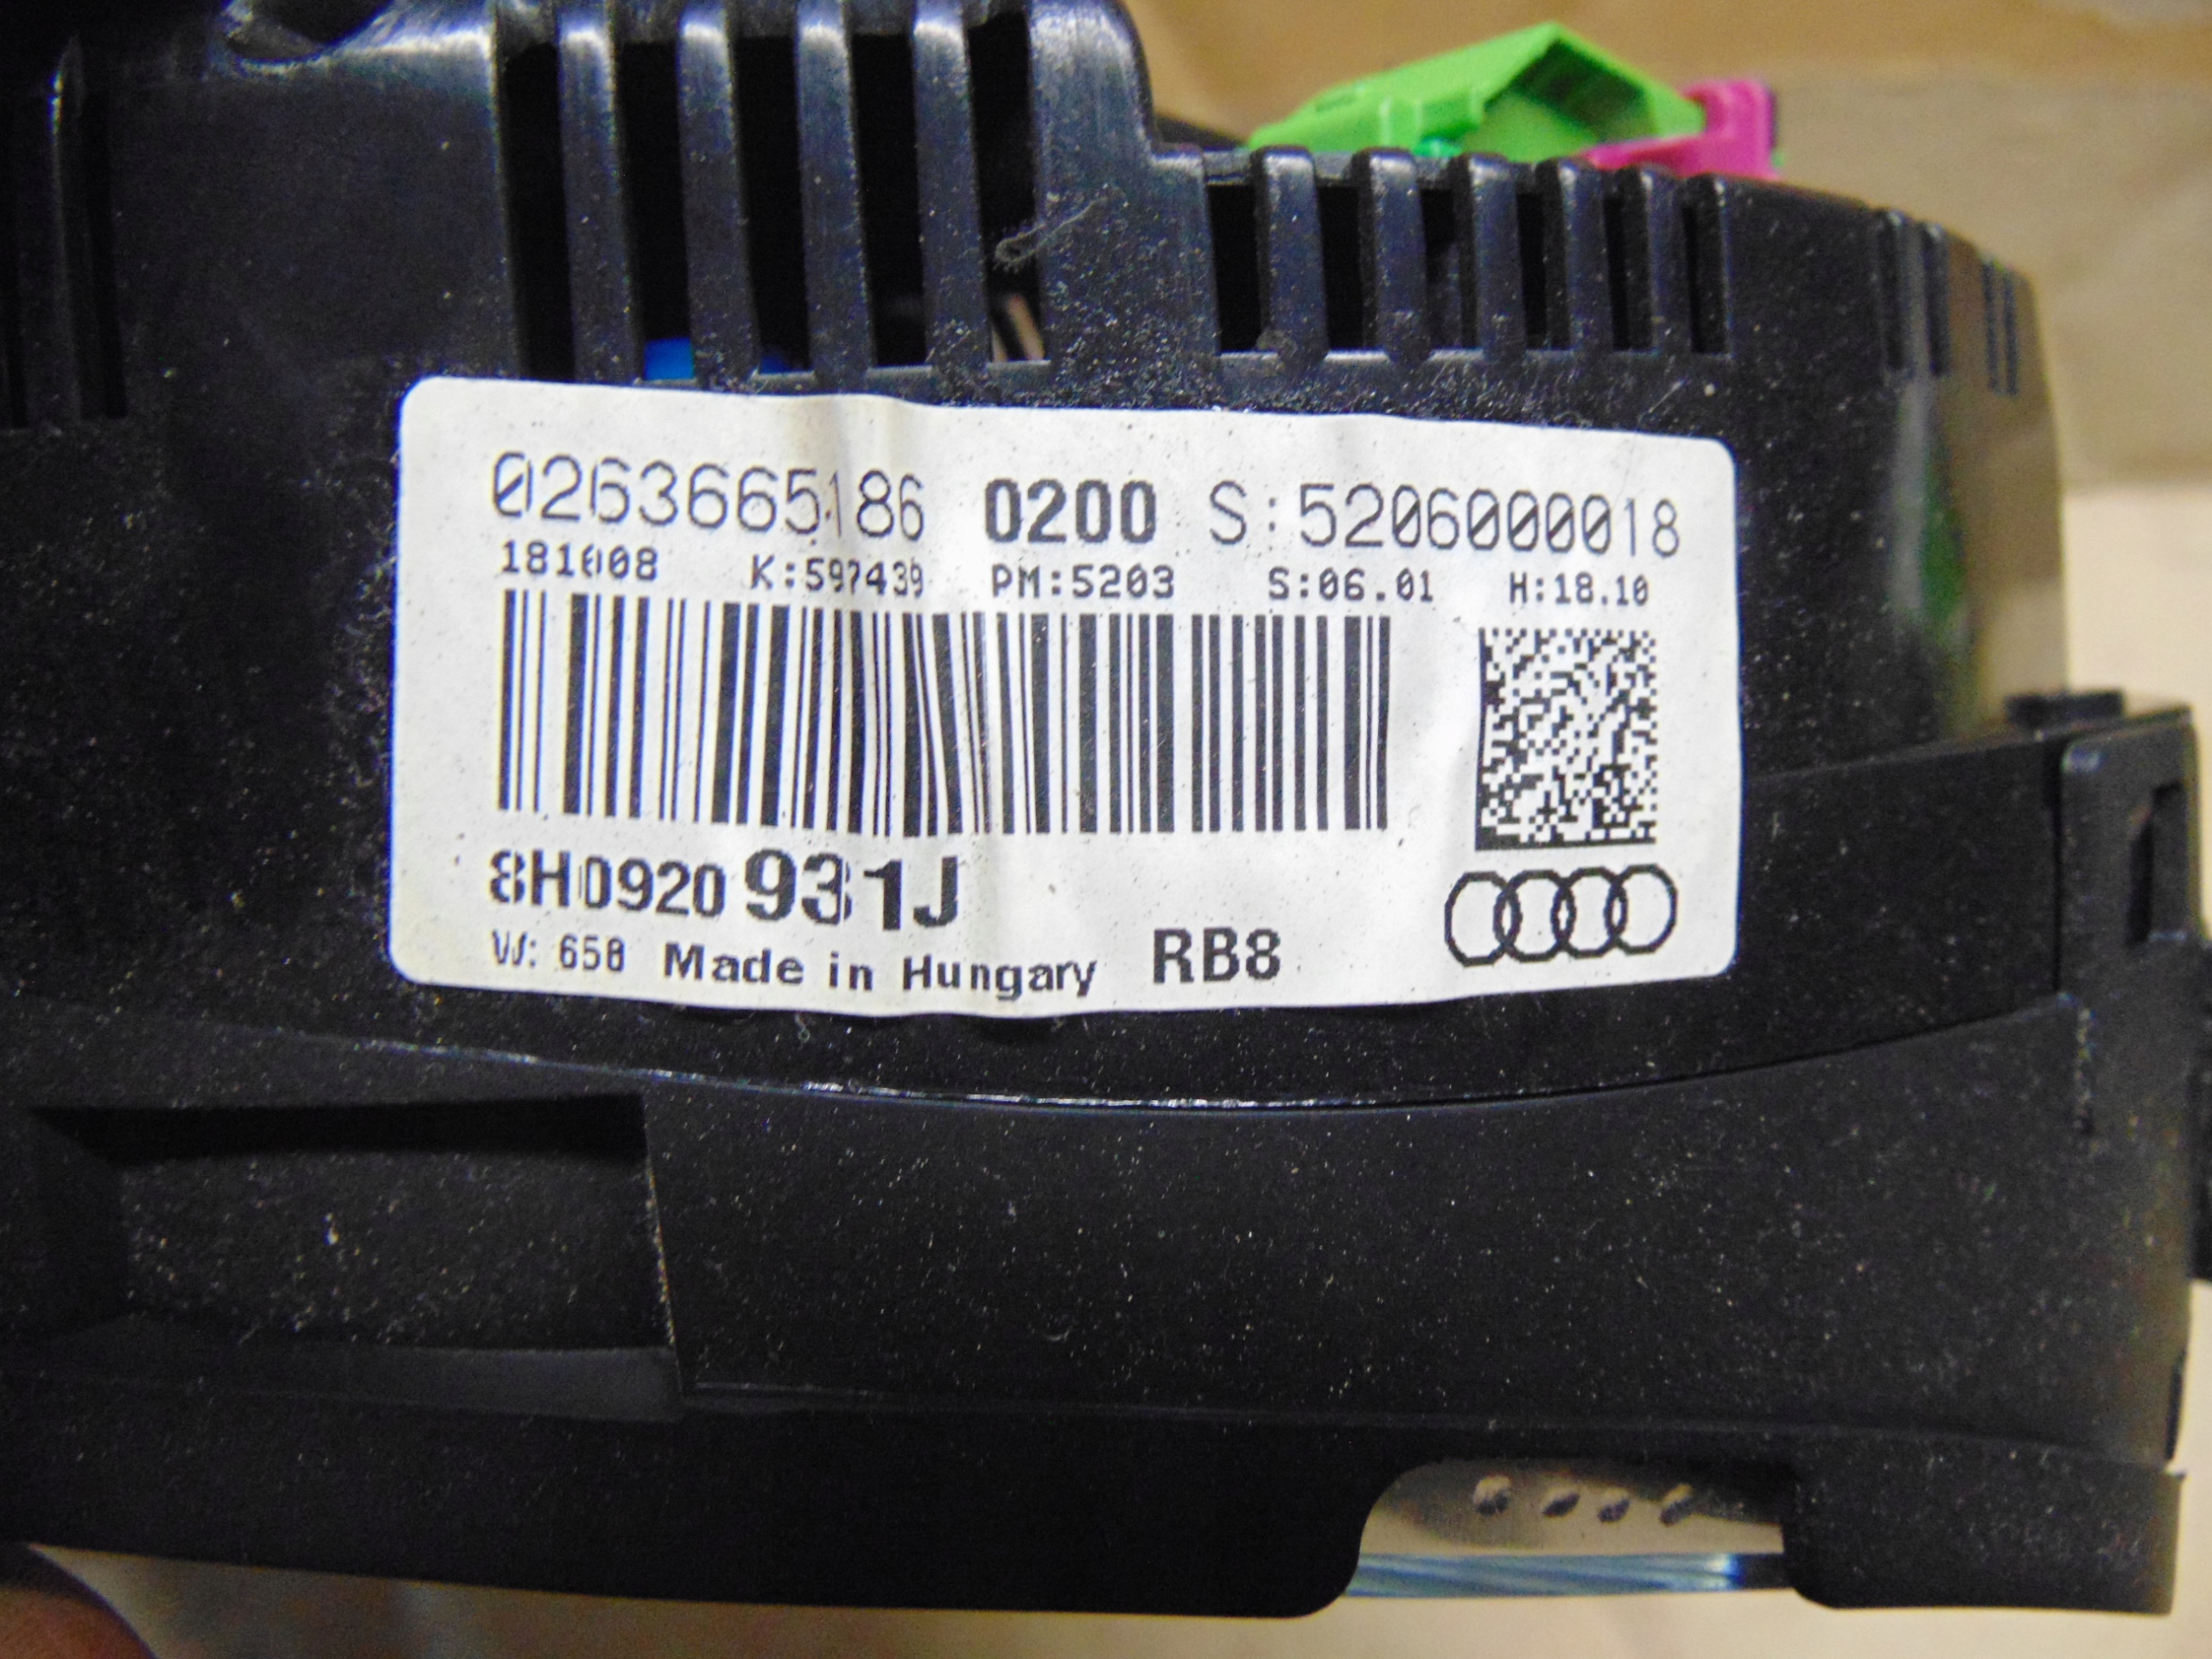 0263665186 0200 S:5206000018
181008 K:597439 PM:5203 S:06.01 H:18.10
8H0920 931J
W: 658 Made in Hungary RB8